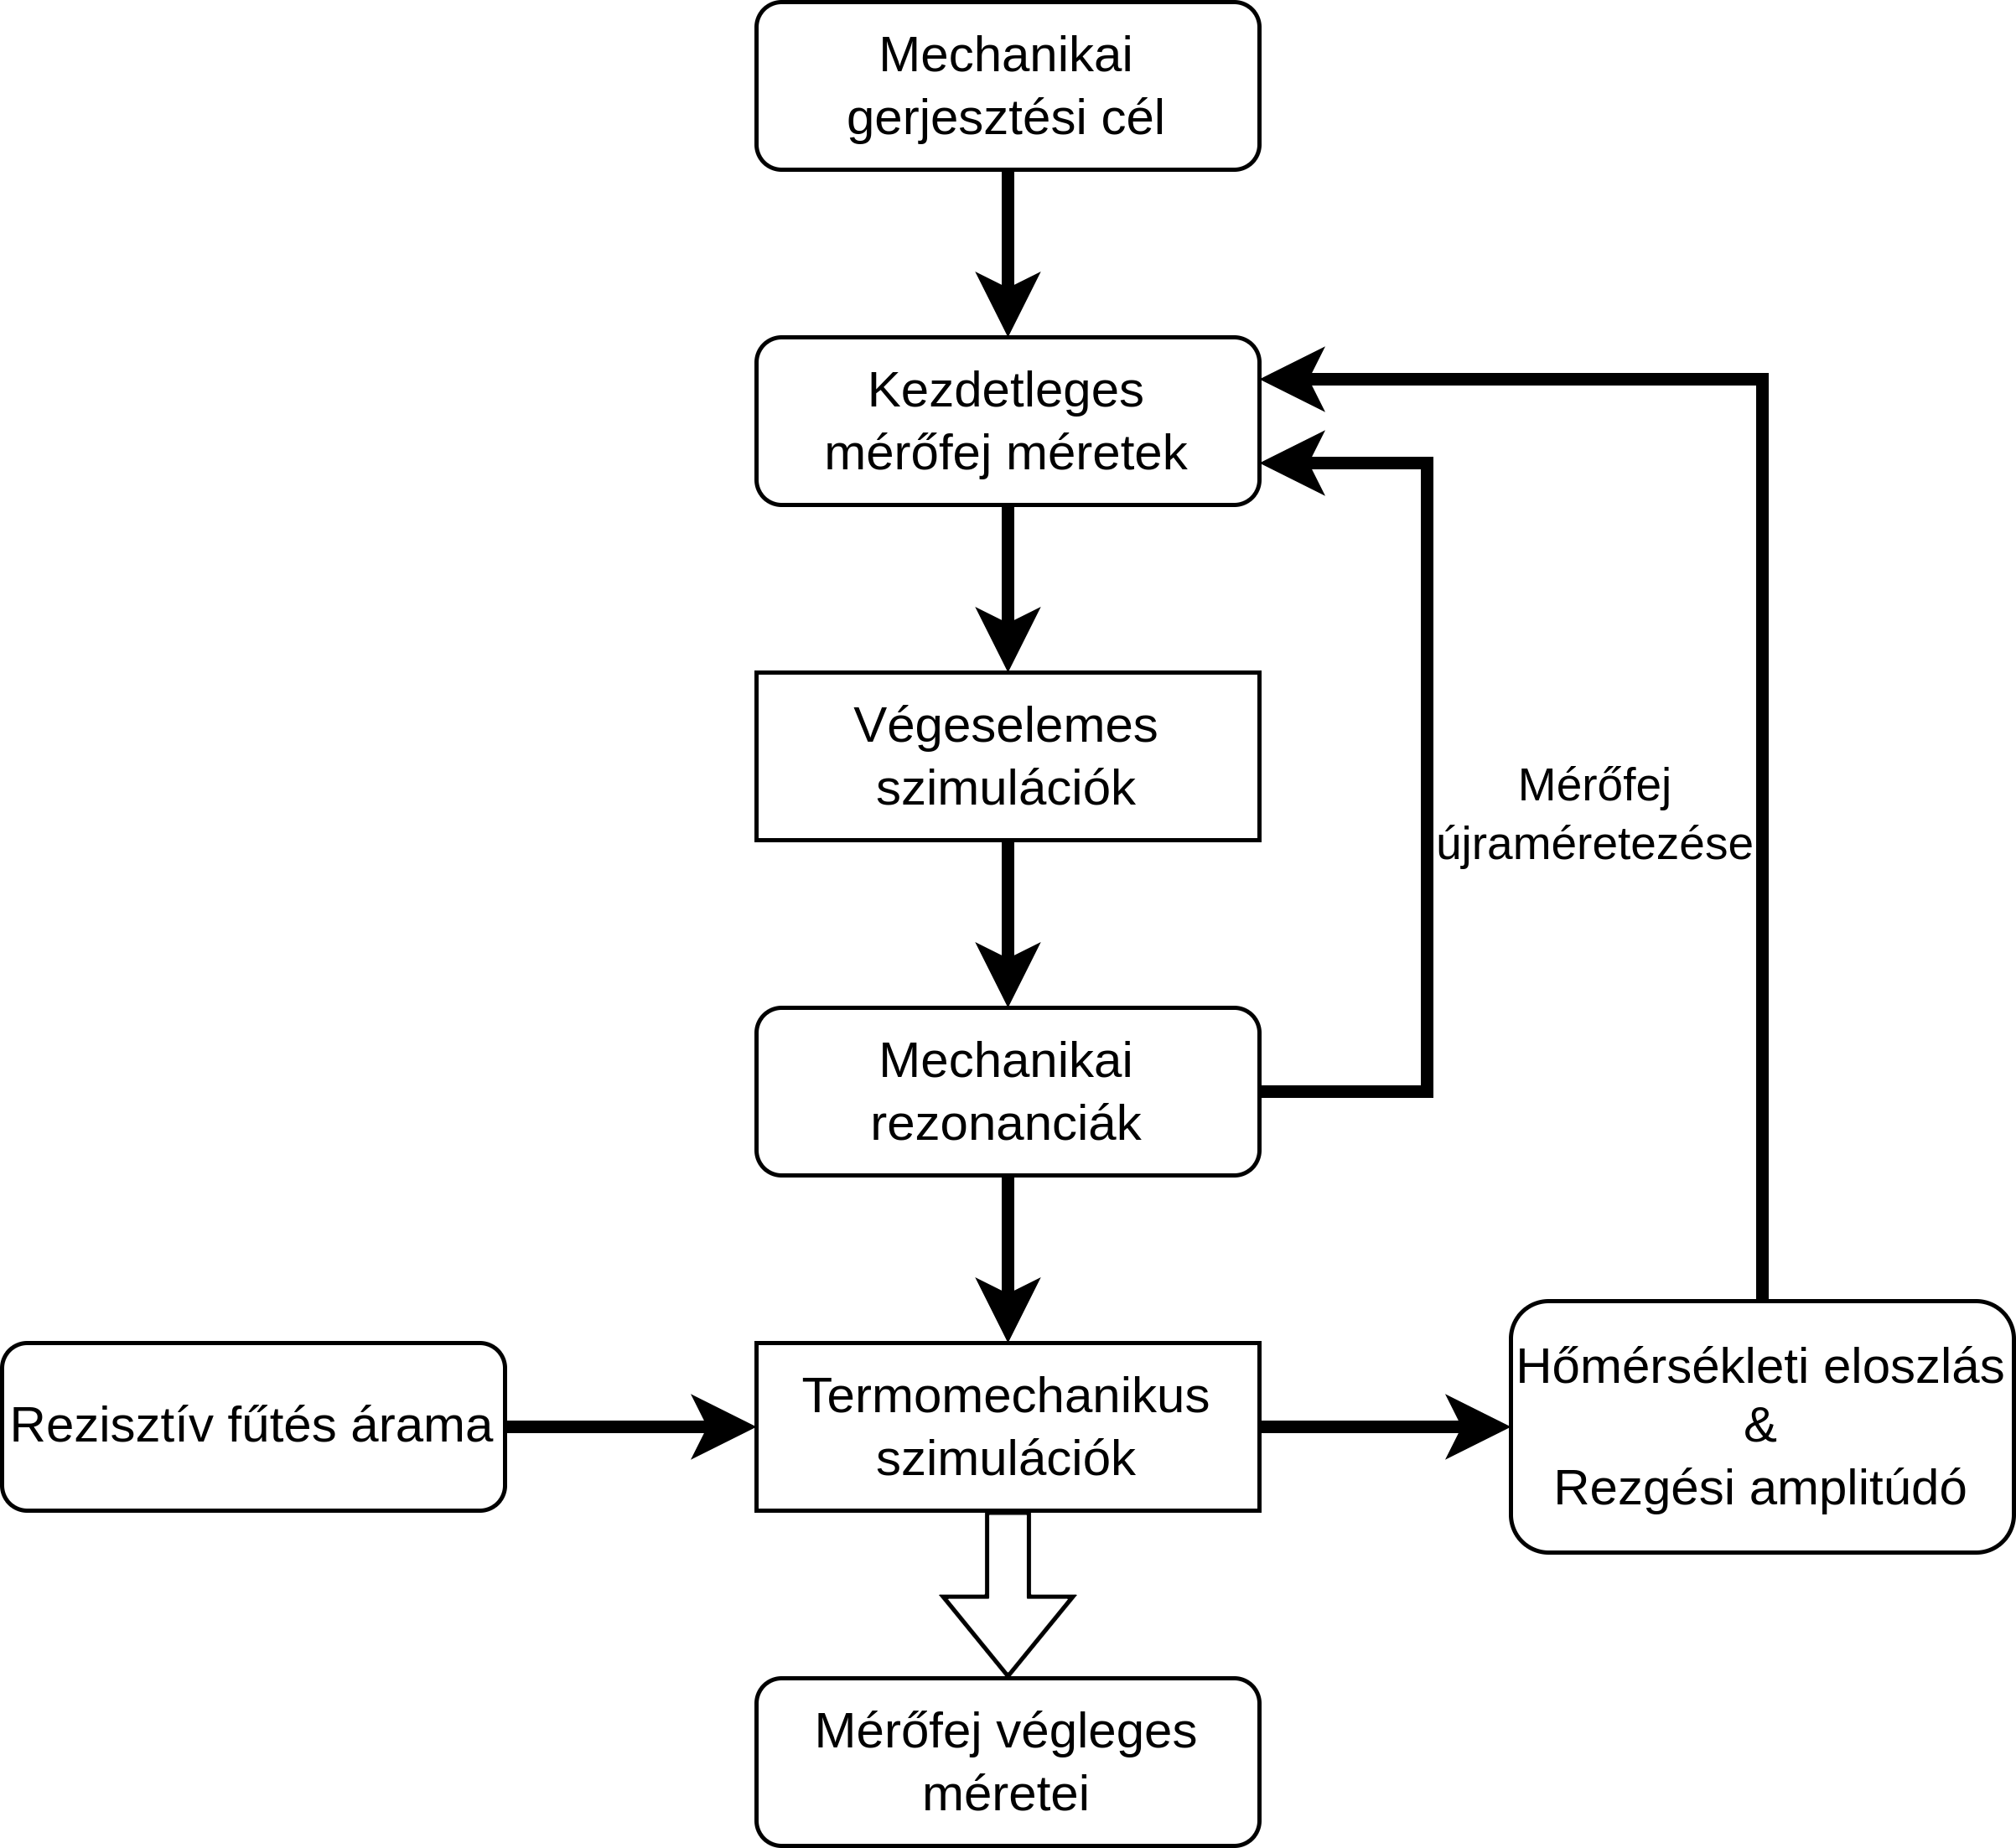 Mechanikai
gerjesztési cél
Kezdetleges
mérőfej méretek
Végeselemes
szimulációk
Mérőfej
újraméretezése
Mechanikai
rezonanciák
Rezisztív fűtés árama
Termomechanikus
szimulációk
Hőmérsékleti eloszlás
&
Rezgési amplitúdó
Mérőfej végleges
méretei